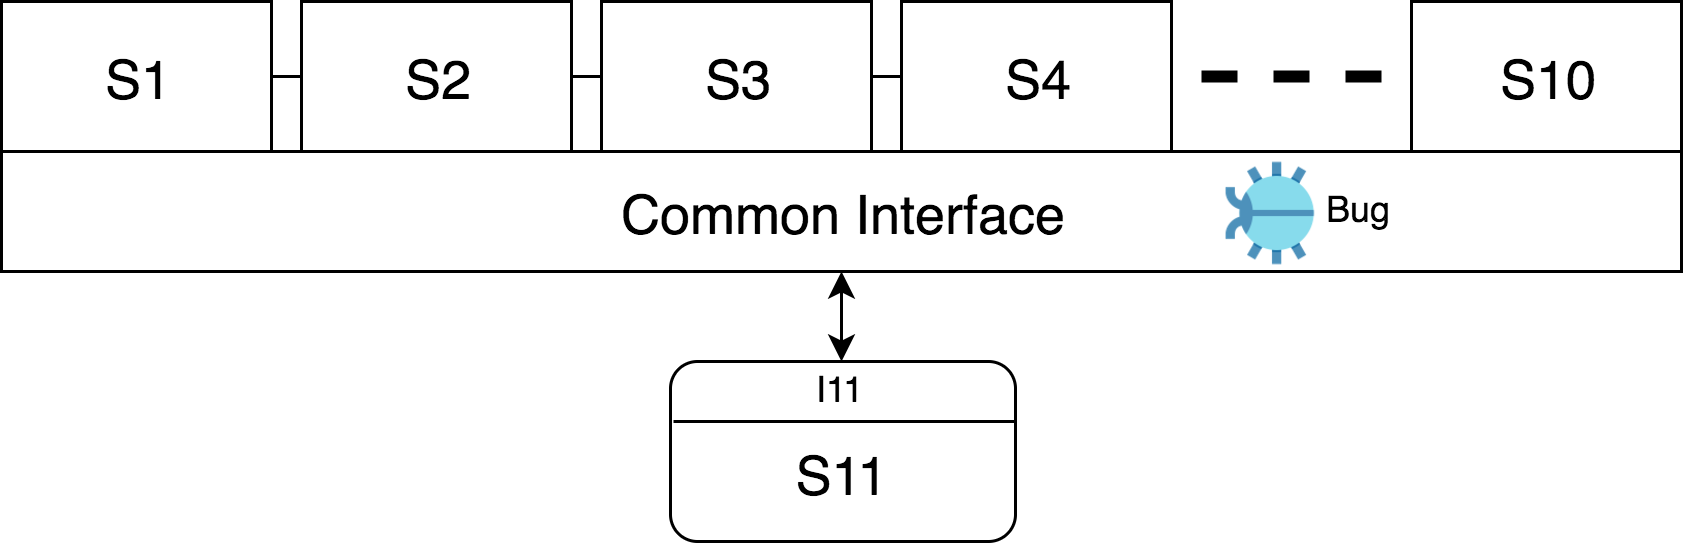 S1 S2 S3 S4 S10
Common Interface Bug
I11
S11